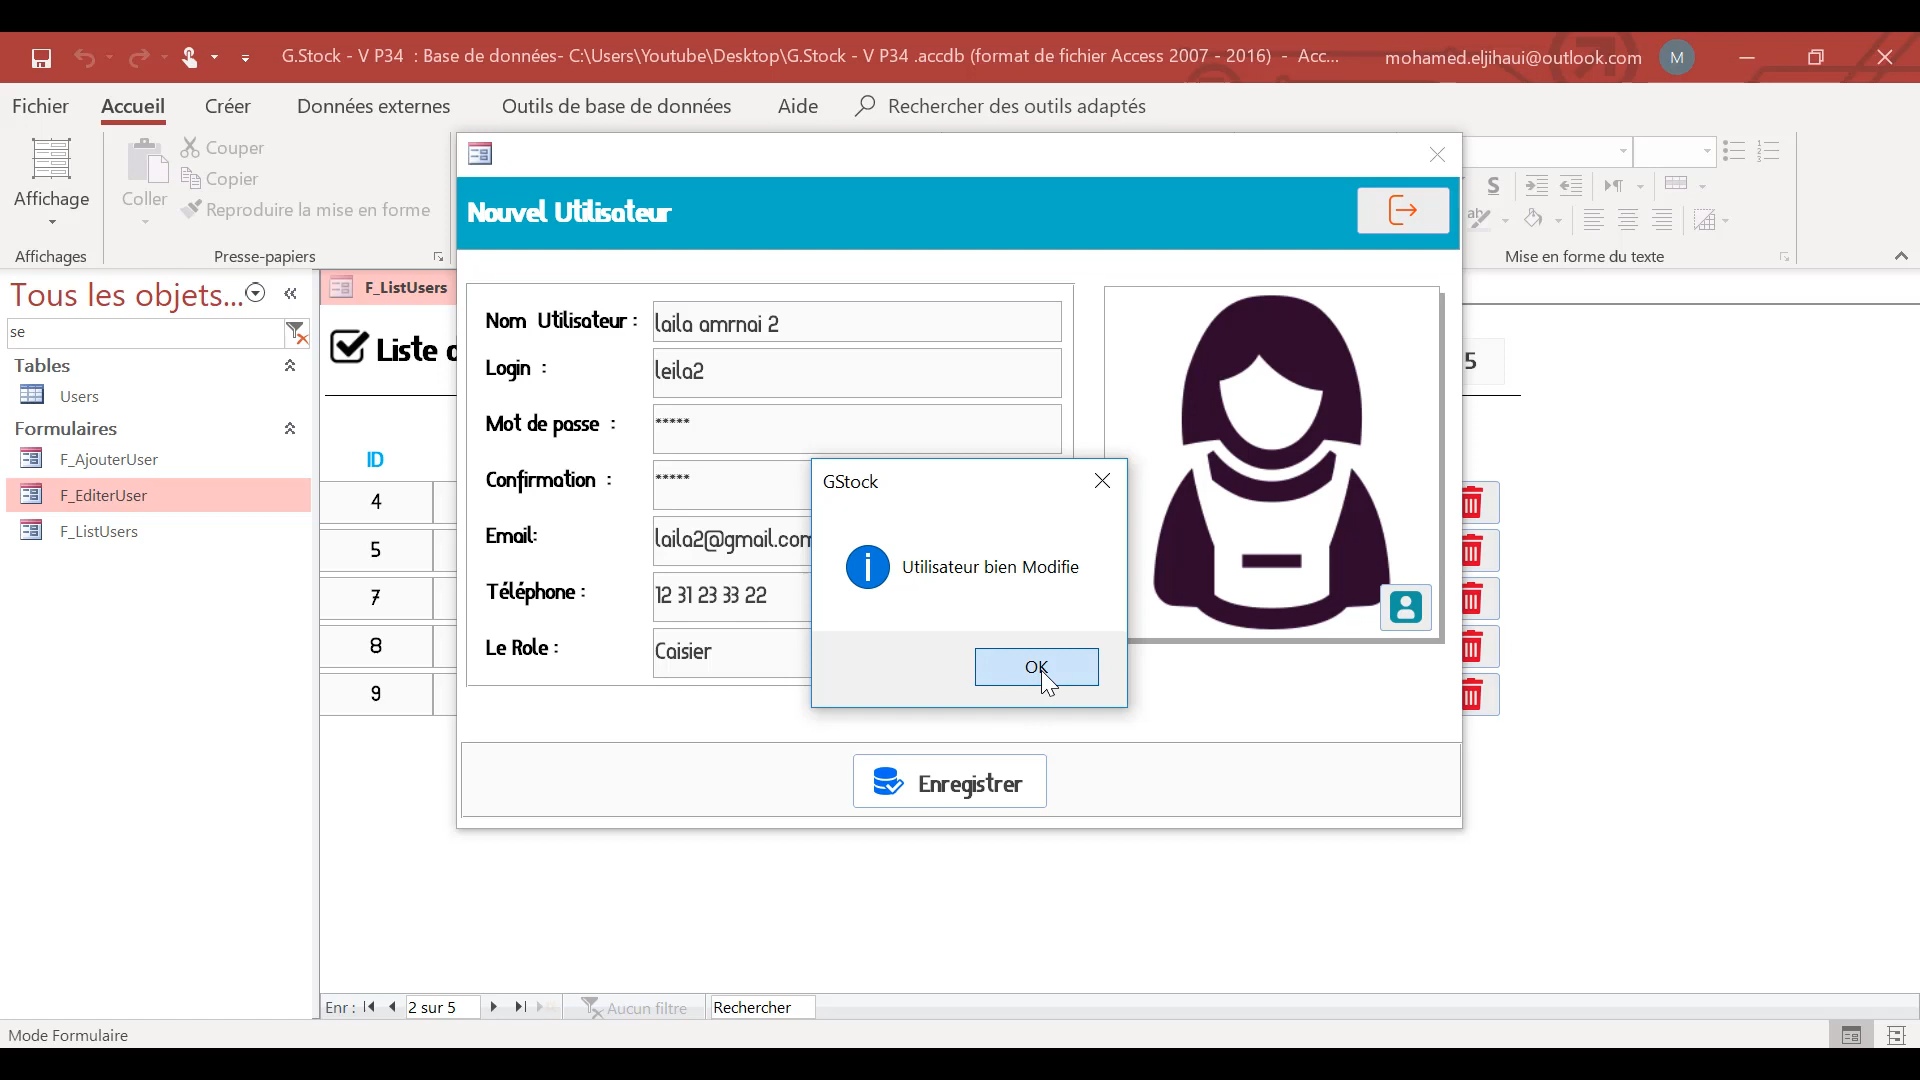 G.Stock - V P34 : Base de données- C:\Users\Youtube\Desktop\G.Stock - V P34 .accdb (format de fichier Access 2007 - 2016) - Acc...
mohamed.eljihaui@outlook.com
M
Fichier
Accueil
Créer
Données externes
Outils de base de données
Aide
Rechercher des outils adaptés
Affichage
Affichages
Coller
Couper
Copier
Reproduire la mise en forme
Presse-papiers
S
ab
Mise en forme du texte
Tous les objets...
se
Tables
Users
Formulaires
F_AjouterUser
F_EditerUser
F_ListUsers
F_ListUsers
Liste
5
ID
4
5
7
8
9
Nouvel Utilisateur
Nom Utilisateur :
laila amrnai 2
Login :
leila2
Mot de passe :
*****
Confirmation :
*****
Email:
laila2@gmail.com
Téléphone :
12 31 23 33 22
Le Role :
Caisier
Enregistrer
GStock
Utilisateur bien Modifie
OK
Enr :
2 sur 5
Aucun filtre
Rechercher
Mode Formulaire